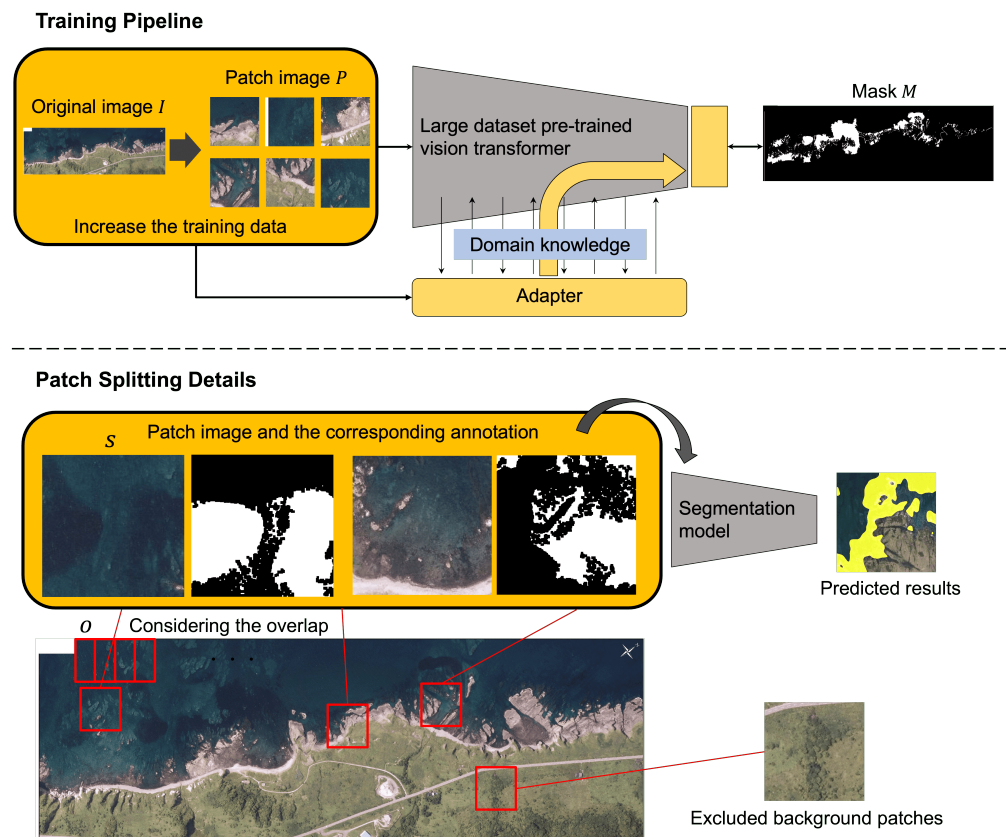 Training Pipeline
Patch image P
Original image I
Increase the training data
Large dataset pre-trained
vision transformer
Domain knowledge
Adapter
Mask M
Patch Splitting Details
S
Patch image and the corresponding annotation
Segmentation
model
Predicted results
O
Considering the overlap
. . .
Excluded background patches